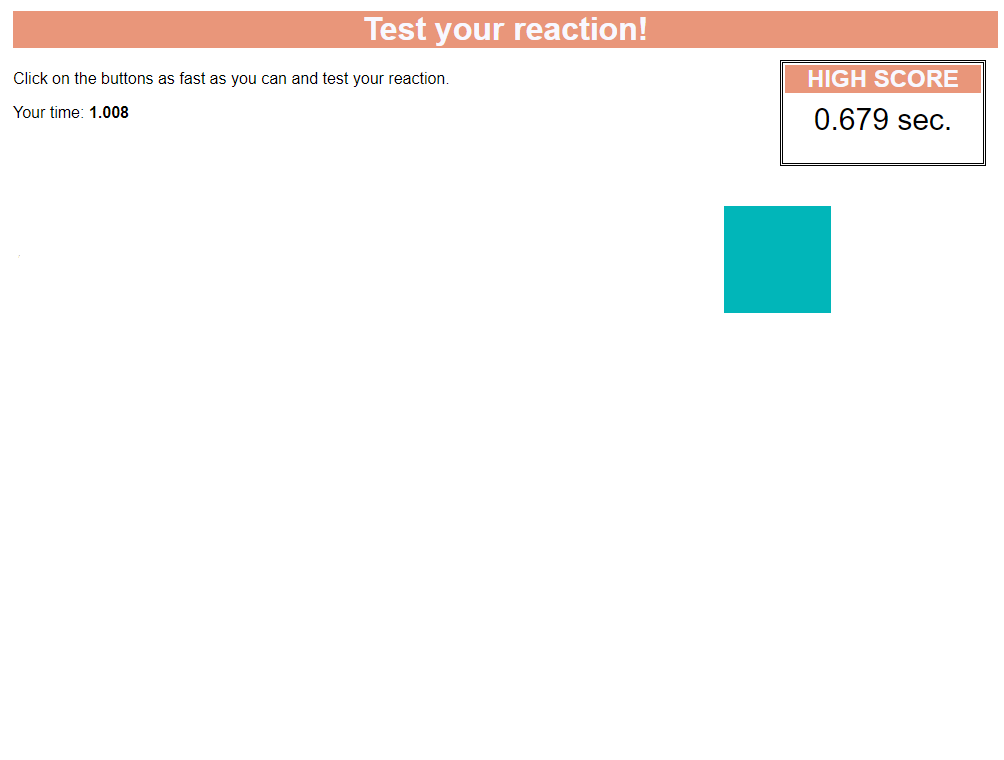 Test your reaction!
Click on the buttons as fast as you can and test your reaction.
Your time: 1.008
HIGH SCORE
0.679 sec.